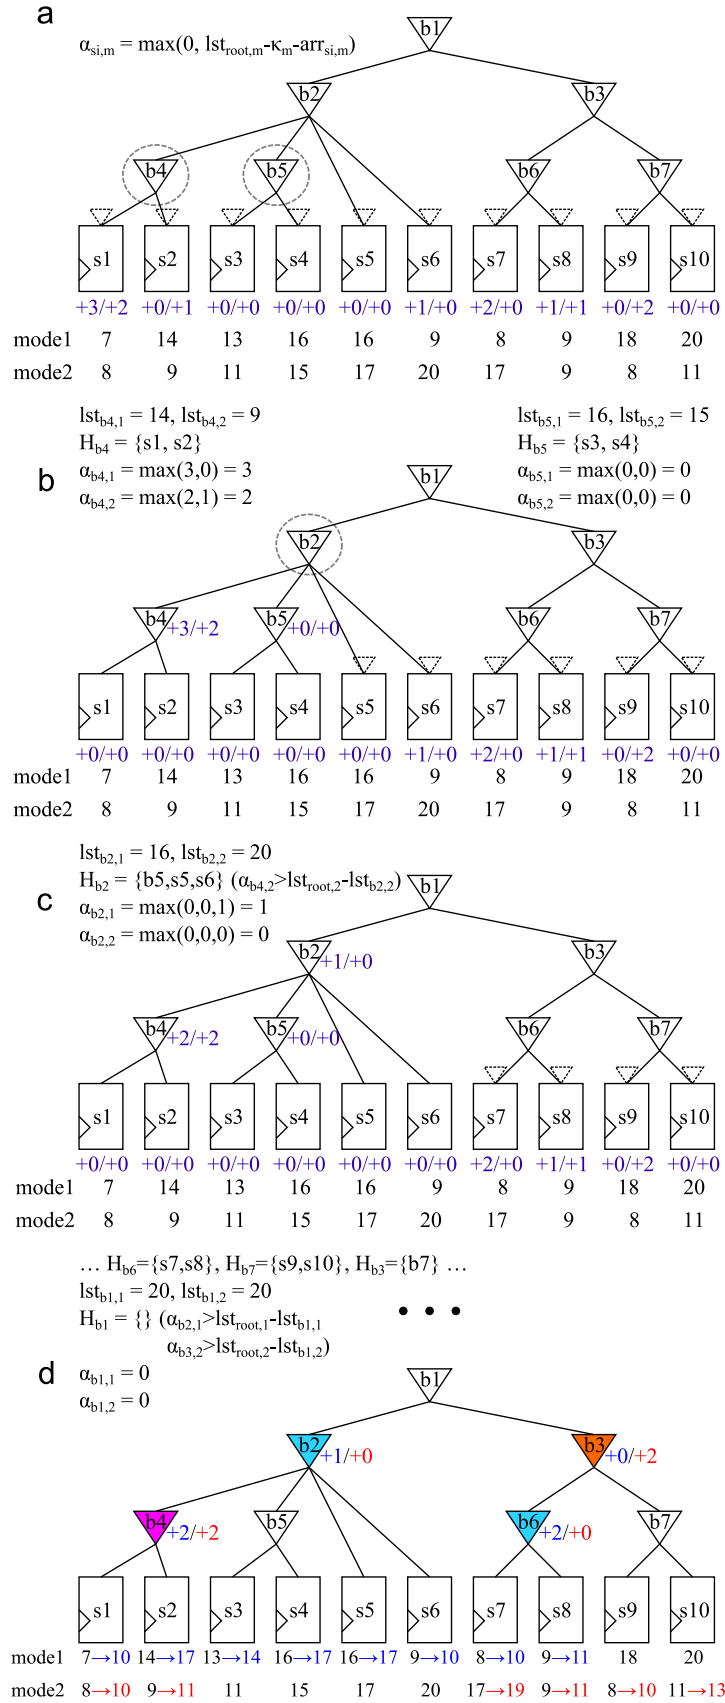 a
α_si,m = max(0, lst_root,m-κ_m-arr_si,m)
b1
b2 b3
b4 b5 b6 b7
s1 s2 s3 s4 s5 s6 s7 s8 s9 s10
+3/+2 +0/+1 +0/+0 +0/+0 +0/+0 +1/+0 +2/+0 +1/+1 +0/+2 +0/+0
mode1 7 14 13 16 16 9 8 9 18 20
mode2 8 9 11 15 17 20 17 9 8 11
lst_b4,1 = 14, lst_b4,2 = 9
H_b4 = {s1, s2}
α_b4,1 = max(3,0) = 3
α_b4,2 = max(2,1) = 2
lst_b5,1 = 16, lst_b5,2 = 15
H_b5 = {s3, s4}
α_b5,1 = max(0,0) = 0
α_b5,2 = max(0,0) = 0
b
b1
b2 b3
b4 +3/+2 b5 +0/+0 b6 b7
s1 s2 s3 s4 s5 s6 s7 s8 s9 s10
+0/+0 +0/+0 +0/+0 +0/+0 +0/+0 +1/+0 +2/+0 +1/+1 +0/+2 +0/+0
mode1 7 14 13 16 16 9 8 9 18 20
mode2 8 9 11 15 17 20 17 9 8 11
lst_b2,1 = 16, lst_b2,2 = 20
H_b2 = {b5,s5,s6} (α_b4,2>lst_root,2-lst_b2,2)
α_b2,1 = max(0,0,1) = 1
α_b2,2 = max(0,0,0) = 0
c
b1
b2 +1/+0 b3
b4 +2/+2 b5 +0/+0 b6 b7
s1 s2 s3 s4 s5 s6 s7 s8 s9 s10
+0/+0 +0/+0 +0/+0 +0/+0 +0/+0 +0/+0 +2/+0 +1/+1 +0/+2 +0/+0
mode1 7 14 13 16 16 9 8 9 18 20
mode2 8 9 11 15 17 20 17 9 8 11
... H_b6={s7,s8}, H_b7={s9,s10}, H_b3={b7} ...
lst_b1,1 = 20, lst_b1,2 = 20
H_b1 = {} (α_b2,1>lst_root,1-lst_b1,1
α_b3,2>lst_root,2-lst_b1,2)
• • •
α_b1,1 = 0
α_b1,2 = 0
d
b1
b2 +1/+0 b3 +0/+2
b4 +2/+2 b5 b6 +2/+0 b7
s1 s2 s3 s4 s5 s6 s7 s8 s9 s10
mode1 7→10 14→17 13→14 16→17 16→17 9→10 8→10 9→11 18 20
mode2 8→10 9→11 11 15 17 20 17→19 9→11 8→10 11→13